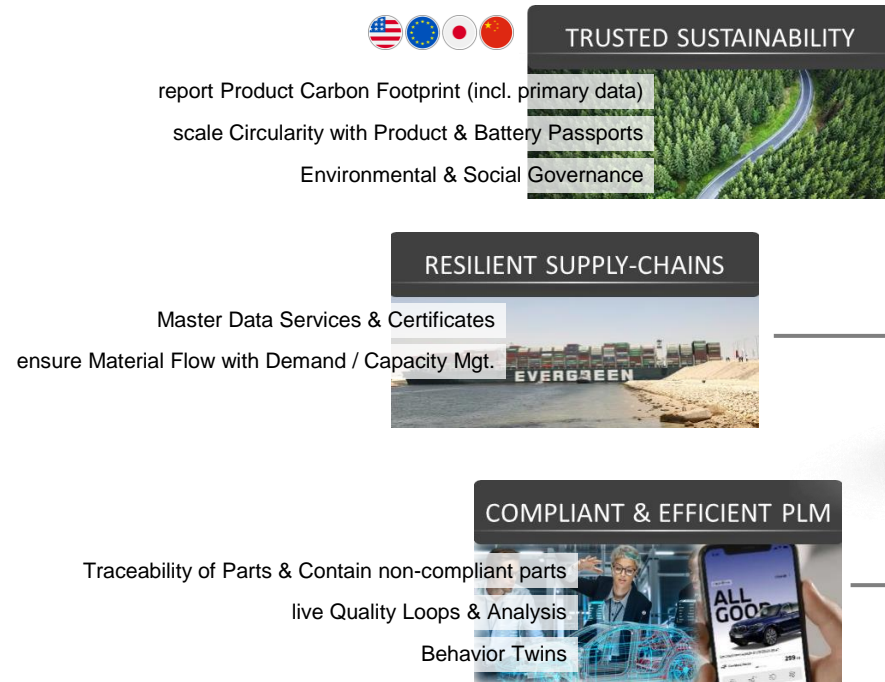 TRUSTED SUSTAINABILITY
report Product Carbon Footprint (incl. primary data)
scale Circularity with Product & Battery Passports
Environmental & Social Governance
RESILIENT SUPPLY-CHAINS
Master Data Services & Certificates
ensure Material Flow with Demand / Capacity Mgt.
EVERGREEN
COMPLIANT & EFFICIENT PLM
Traceability of Parts & Contain non-compliant parts
live Quality Loops & Analysis
Behavior Twins
ALL
GOOD